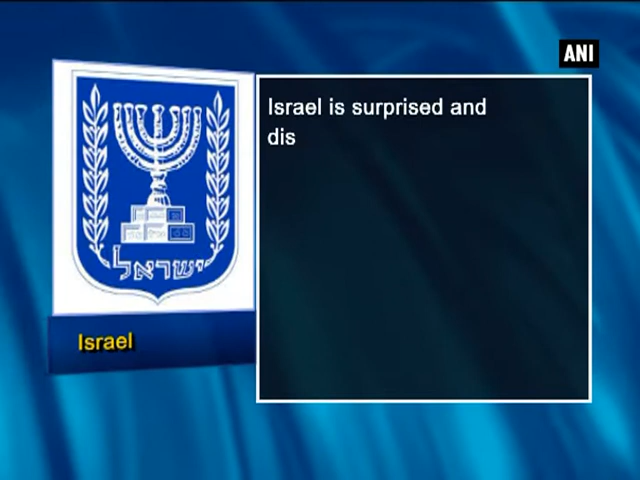 ANI
Israel is surprised and
dis
ישראל
Israel